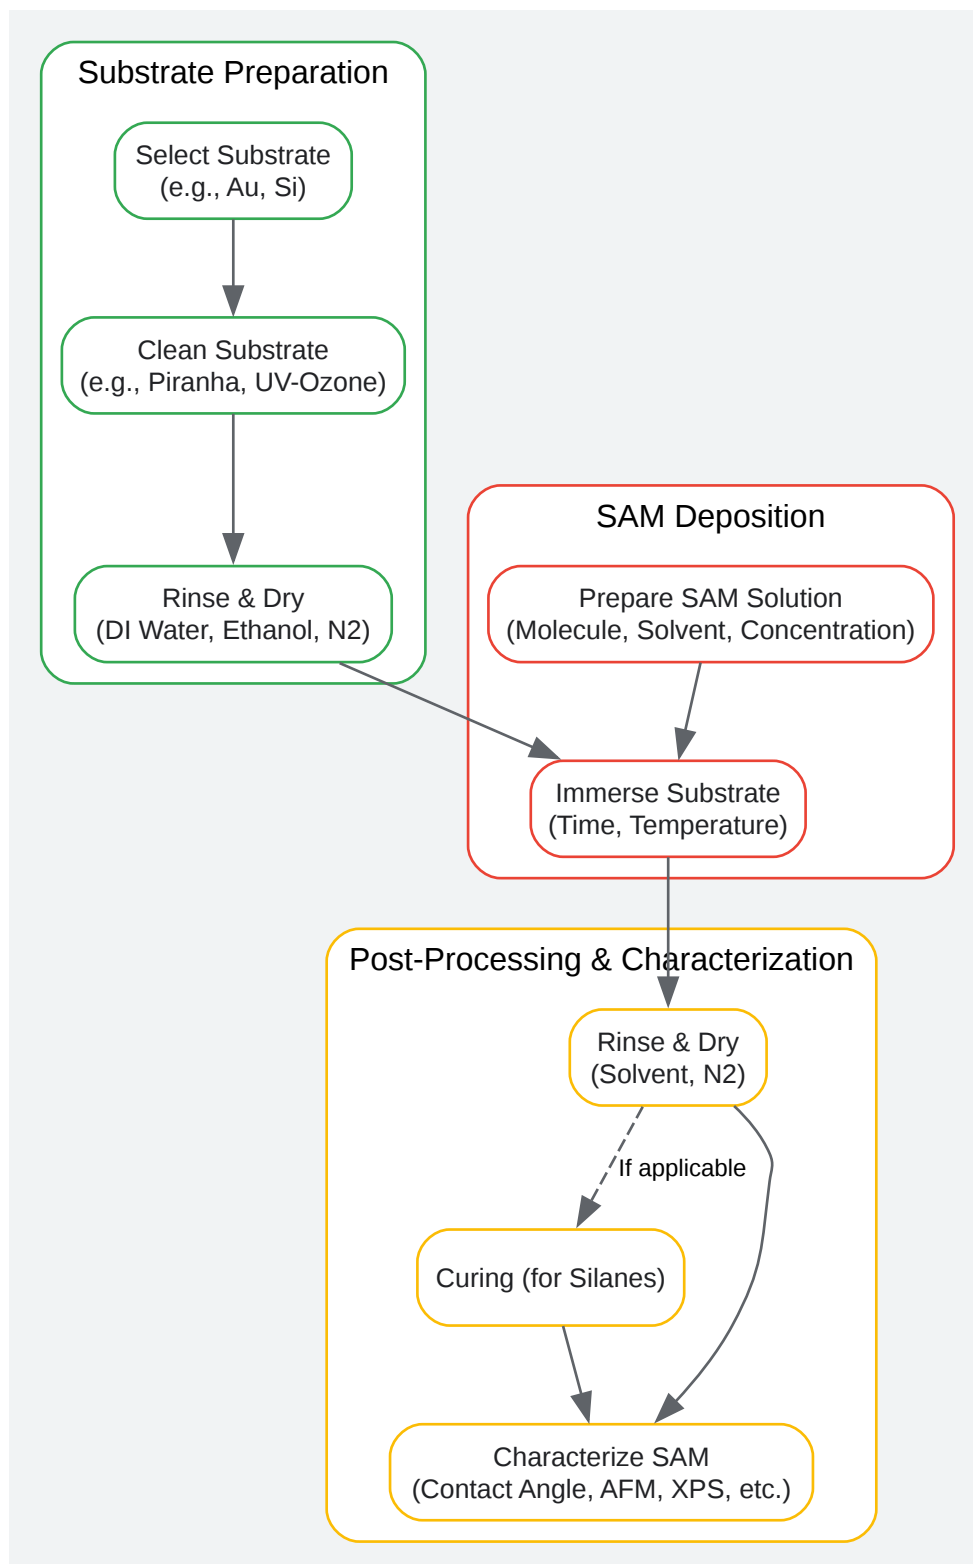 Substrate Preparation
Select Substrate
(e.g., Au, Si)
Clean Substrate
(e.g., Piranha, UV-Ozone)
Rinse & Dry
(DI Water, Ethanol, N2)
SAM Deposition
Prepare SAM Solution
(Molecule, Solvent, Concentration)
Immerse Substrate
(Time, Temperature)
Post-Processing & Characterization
Rinse & Dry
(Solvent, N2)
If applicable
Curing (for Silanes)
Characterize SAM
(Contact Angle, AFM, XPS, etc.)